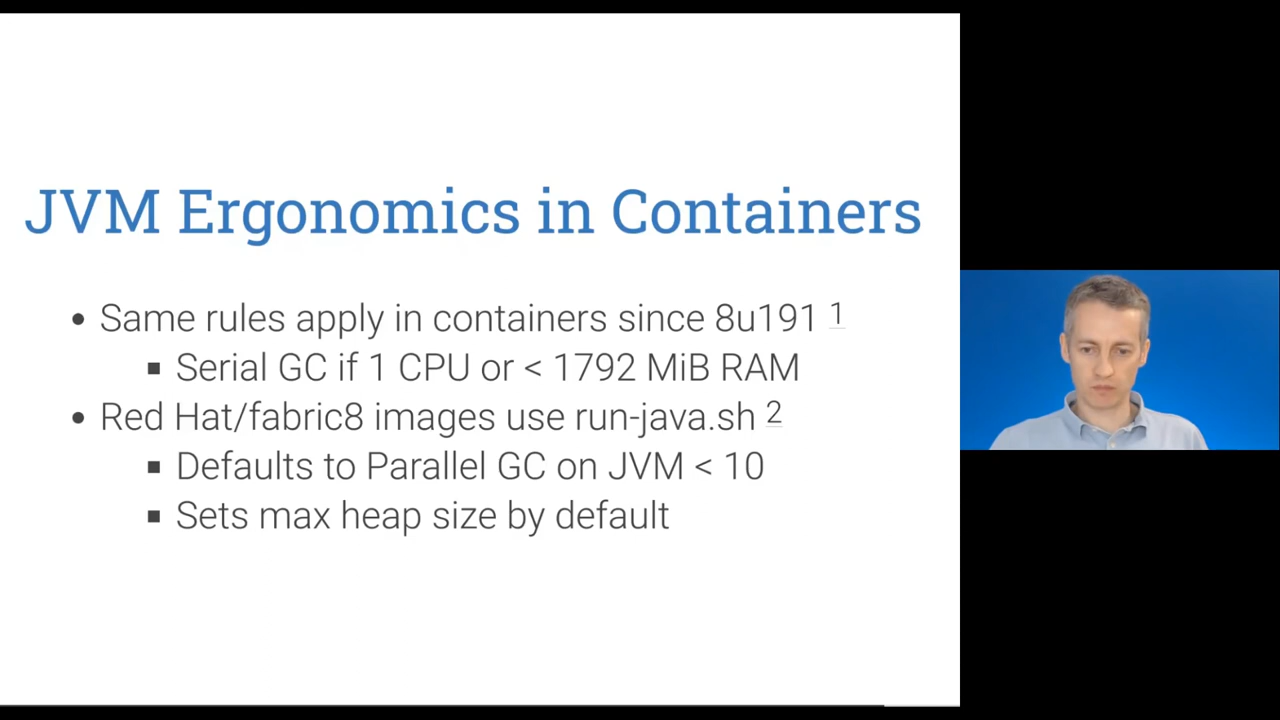 JVM Ergonomics in Containers
• Same rules apply in containers since 8u191 1
▪ Serial GC if 1 CPU or < 1792 MiB RAM
• Red Hat/fabric8 images use run-java.sh 2
▪ Defaults to Parallel GC on JVM < 10
▪ Sets max heap size by default